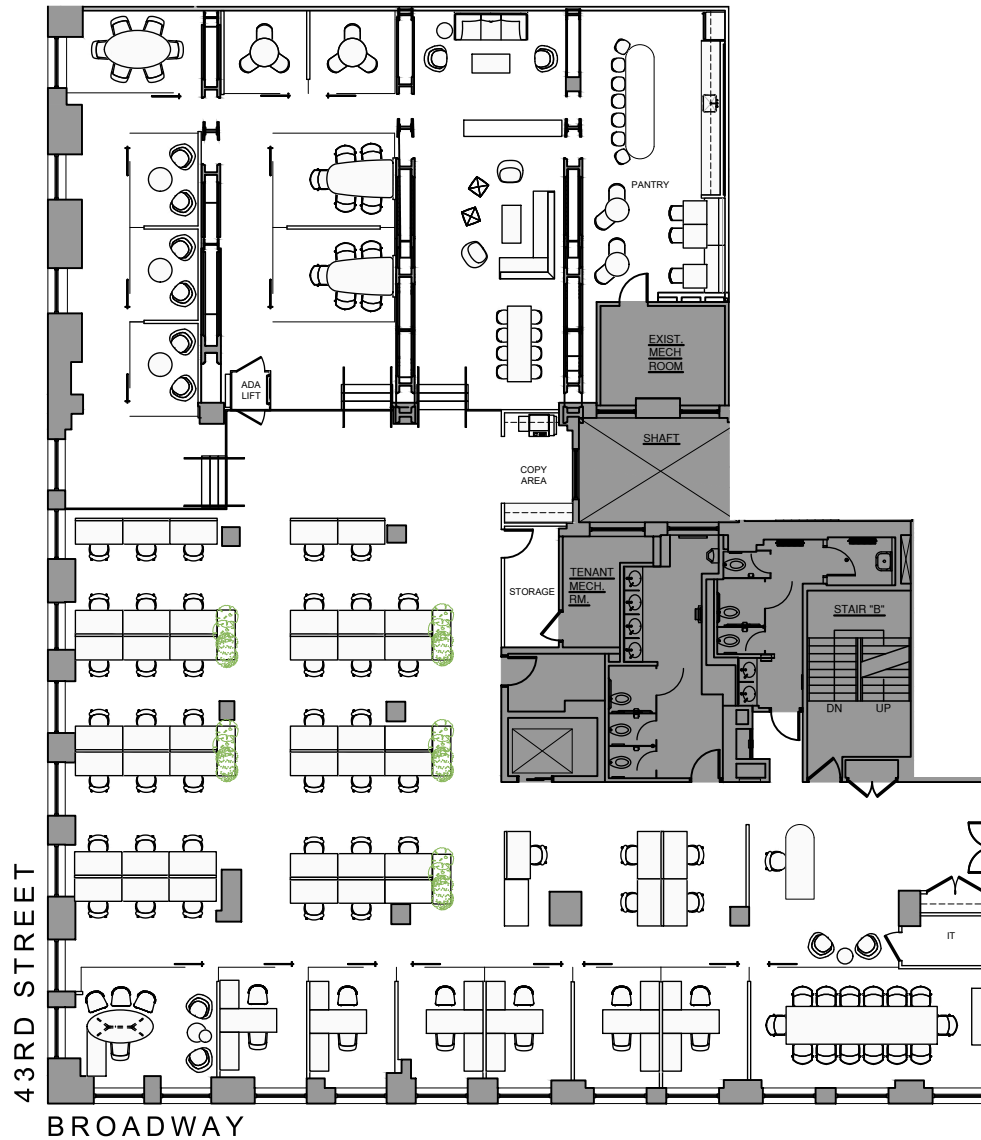 PANTRY
EXIST.
MECH
ROOM
ADA
LIFT
SHAFT
COPY
AREA
STORAGE
TENANT
MECH.
RM.
STAIR "B"
DN UP
IT
43RD STREET
BROADWAY